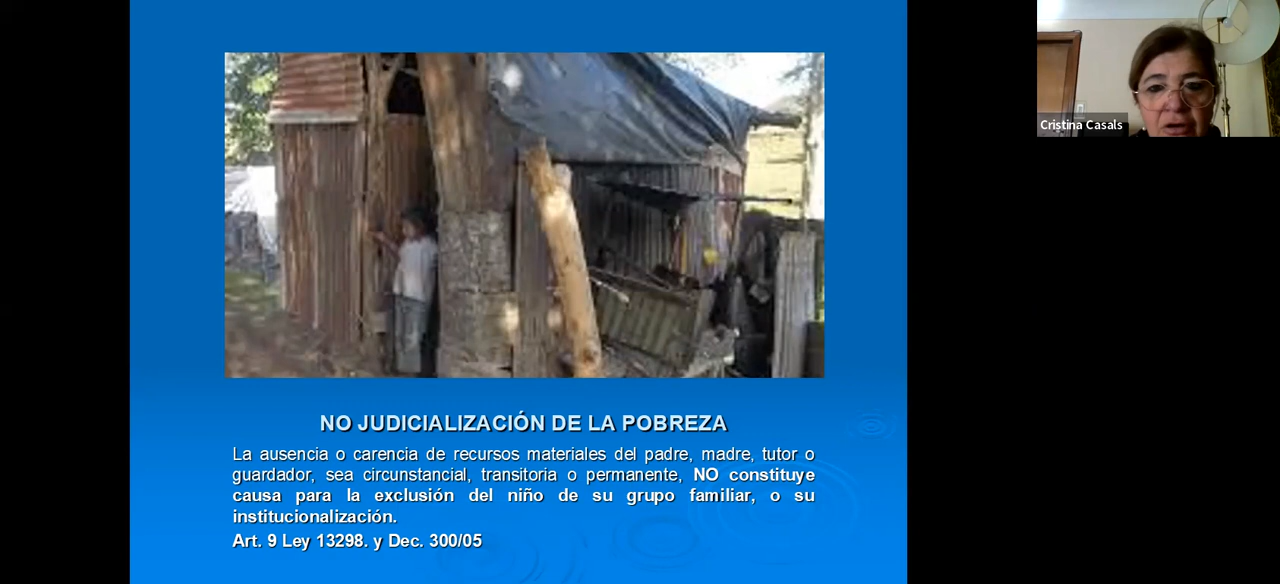 Cristina Casals
NO JUDICIALIZACIÓN DE LA POBREZA
La ausencia o carencia de recursos materiales del padre, madre, tutor o
guardador, sea circunstancial, transitoria o permanente, NO constituye
causa para la exclusión del niño de su grupo familiar, o su
institucionalización.
Art. 9 Ley 13298. y Dec. 300/05